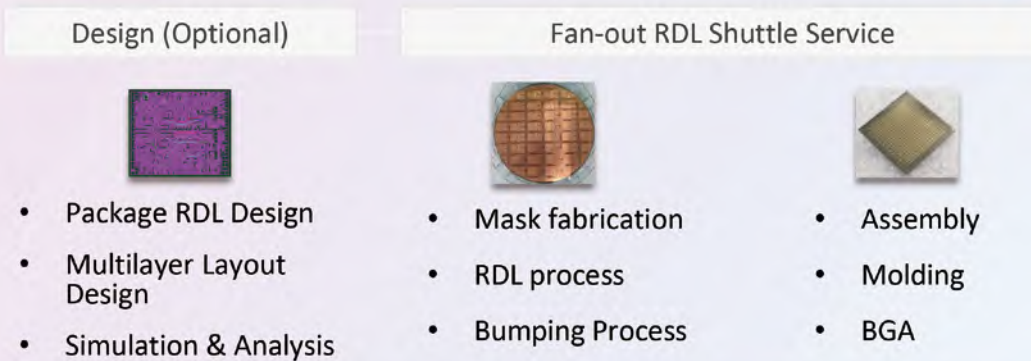 Design (Optional)
Fan-out RDL Shuttle Service
• Package RDL Design
• Multilayer Layout
Design
• Simulation & Analysis
• Mask fabrication
• RDL process
• Bumping Process
• Assembly
• Molding
• BGA